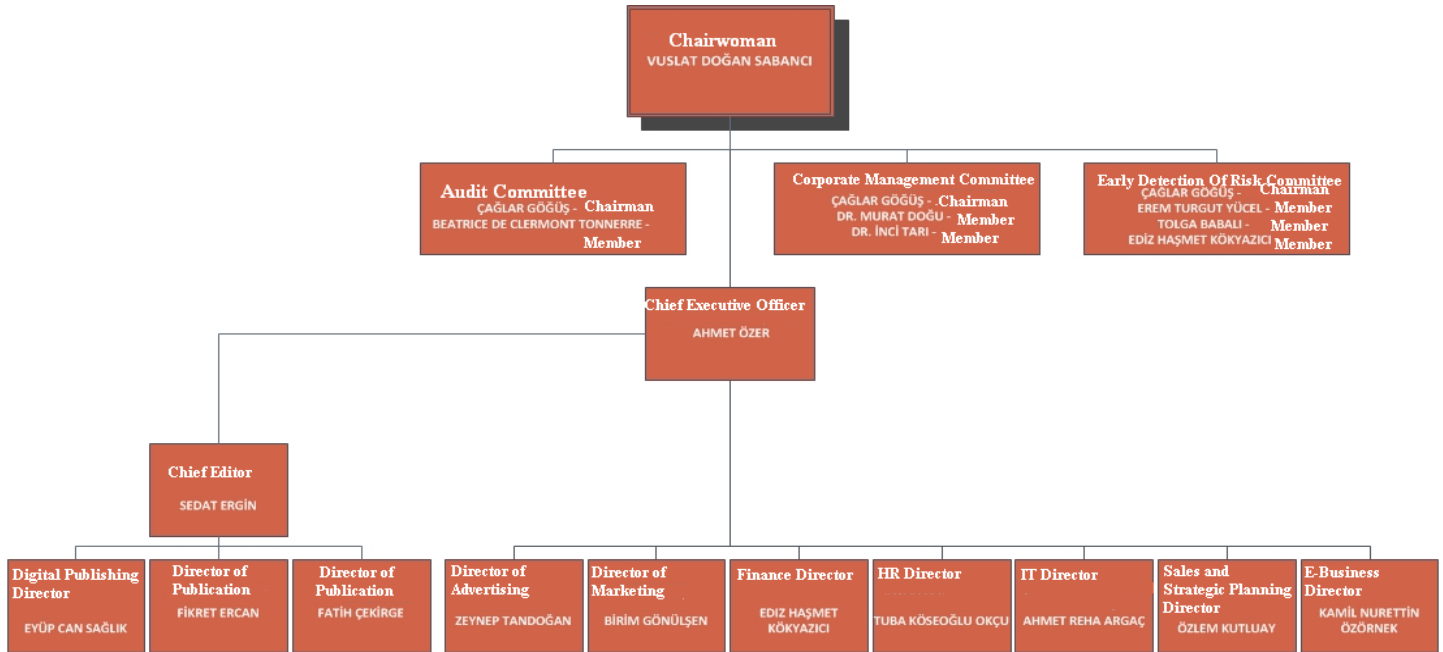 Chairwoman
VUSLAT DOĞAN SABANCI
Audit Committee
ÇAĞLAR GÖĞÜŞ - Chairman
BEATRICE DE CLERMONT TONNERRE -
Member
Corporate Management Committee
ÇAĞLAR GÖĞÜŞ - Chairman
DR. MURAT DOĞU - Member
DR. İNCİ TARI - Member
Early Detection Of Risk Committee
ÇAĞLAR GÖĞÜŞ - Chairman
EREM TURGUT YÜCEL - Member
TOLGA BABALI - Member
EDİZ HAŞMET KÖKYAZICI Member
Chief Executive Officer
AHMET ÖZER
Chief Editor
SEDAT ERGİN
Digital Publishing
Director
EYÜP CAN SAĞLIK
Director of
Publication
FİKRET ERCAN
Director of
Publication
FATİH ÇEKİRGE
Director of
Advertising
ZEYNEP TANDOĞAN
Director of
Marketing
BİRİM GÖNÜLŞEN
Finance Director
EDIZ HAŞMET
KÖKYAZICI
HR Director
TUBA KÖSEOĞLU OKÇU
IT Director
AHMET REHA ARGAÇ
Sales and
Strategic Planning
Director
ÖZLEM KUTLUAY
E-Business
Director
KAMİL NURETTİN
ÖZÖRNEK